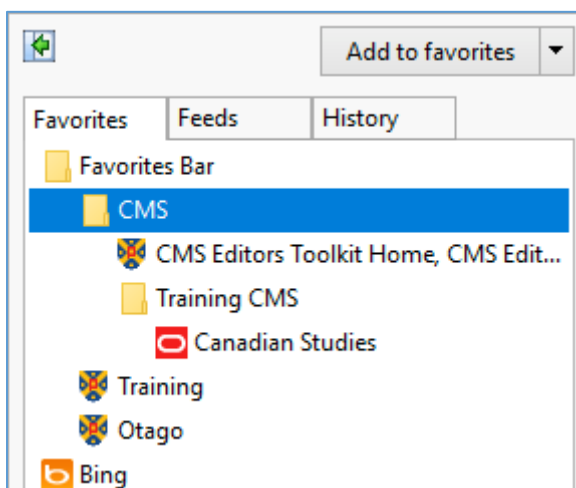 Add to favorites
Favorites Feeds History
Favorites Bar
CMS
CMS Editors Toolkit Home, CMS Edit...
Training CMS
Canadian Studies
Training
Otago
Bing